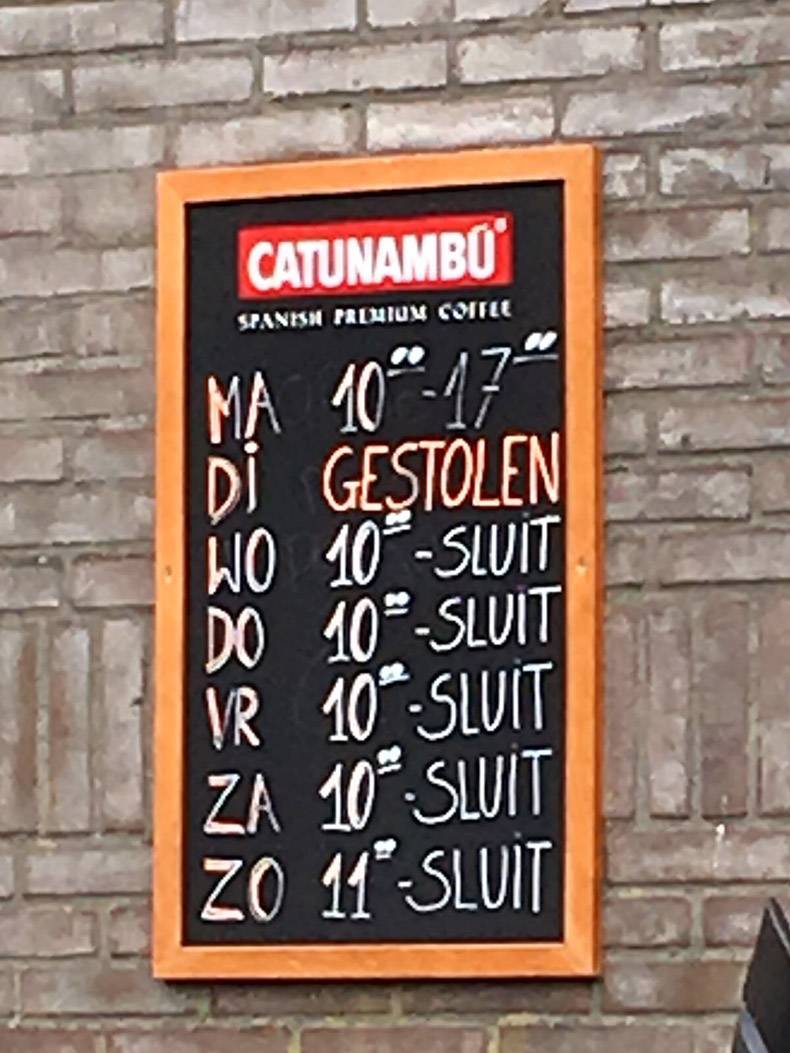 CATUNAMBÚ®
SPANISH PREMIUM COFFEE
MA 10⁰⁰-17⁰⁰
Di GESTOLEN
WO 10⁰⁰-SLUiT
DO 10⁰⁰-SLUiT
VR 10⁰⁰-SLUiT
ZA 10⁰⁰-SLUiT
ZO 11⁰⁰-SLUiT